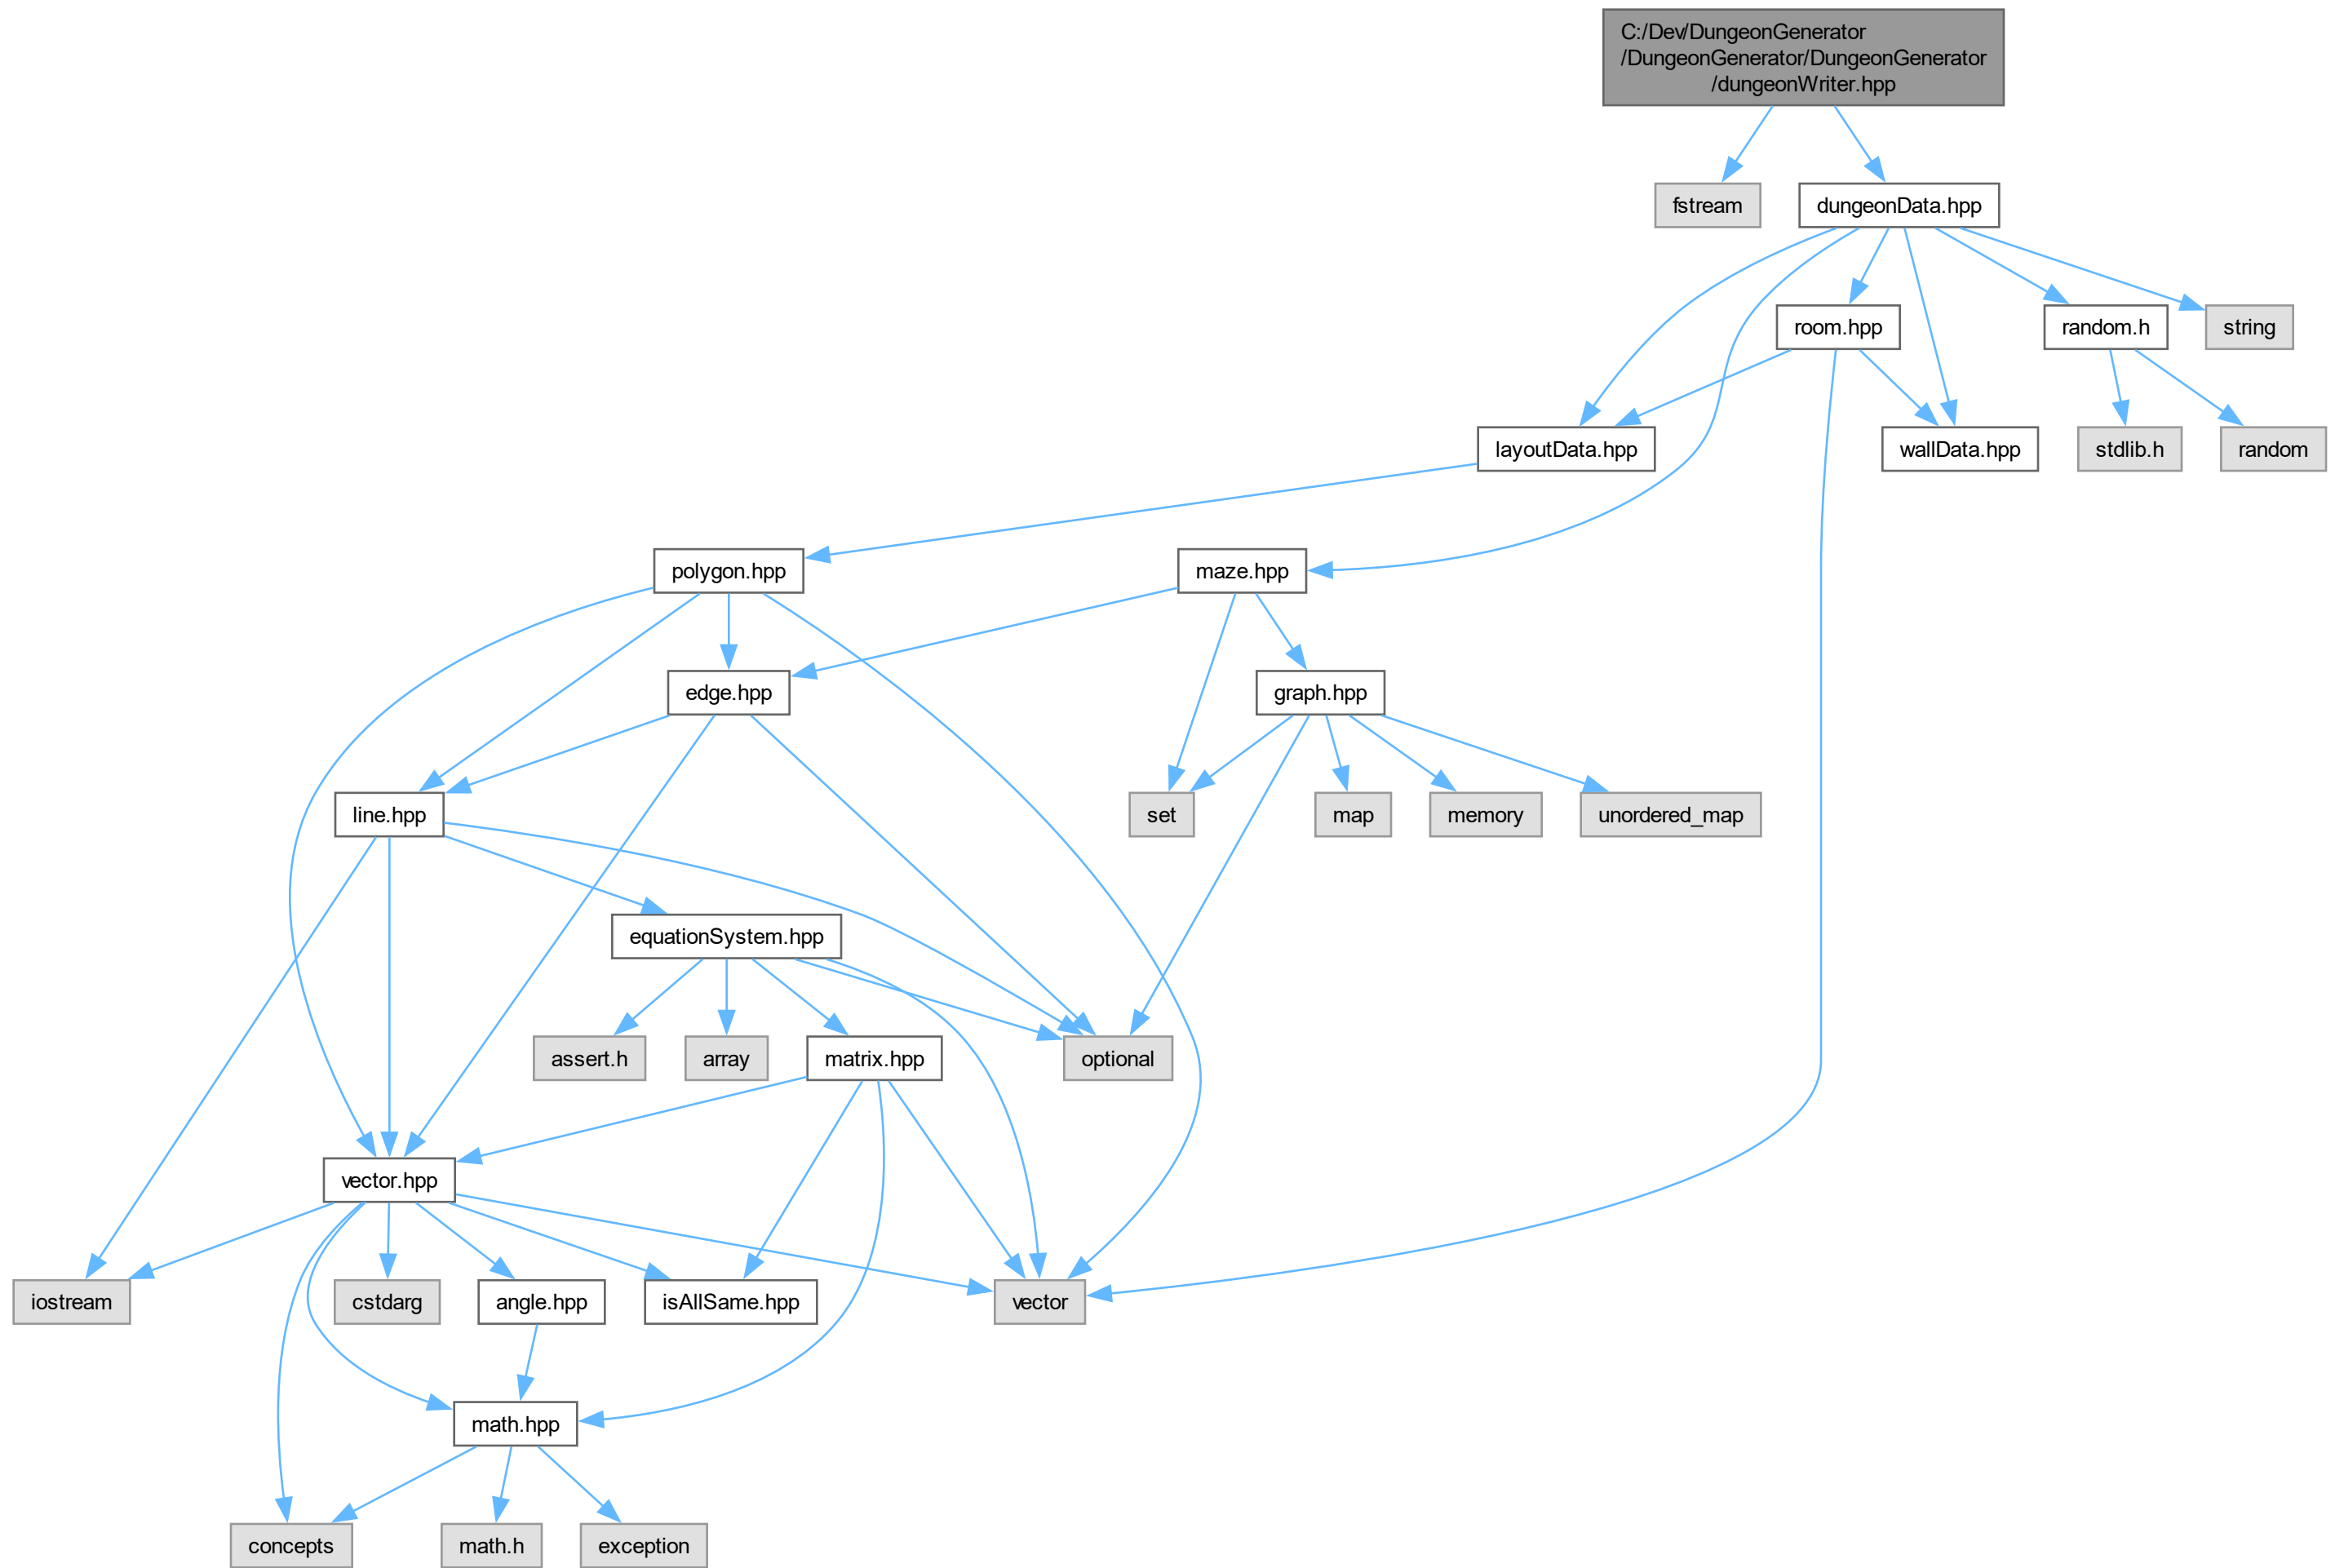 C:/Dev/DungeonGenerator
/DungeonGenerator/DungeonGenerator
/dungeonWriter.hpp
fstream
dungeonData.hpp
room.hpp
random.h
string
layoutData.hpp
wallData.hpp
stdlib.h
random
polygon.hpp
maze.hpp
edge.hpp
graph.hpp
line.hpp
set
map
memory
unordered_map
equationSystem.hpp
assert.h
array
matrix.hpp
optional
vector.hpp
iostream
cstdarg
angle.hpp
isAllSame.hpp
vector
math.hpp
concepts
math.h
exception